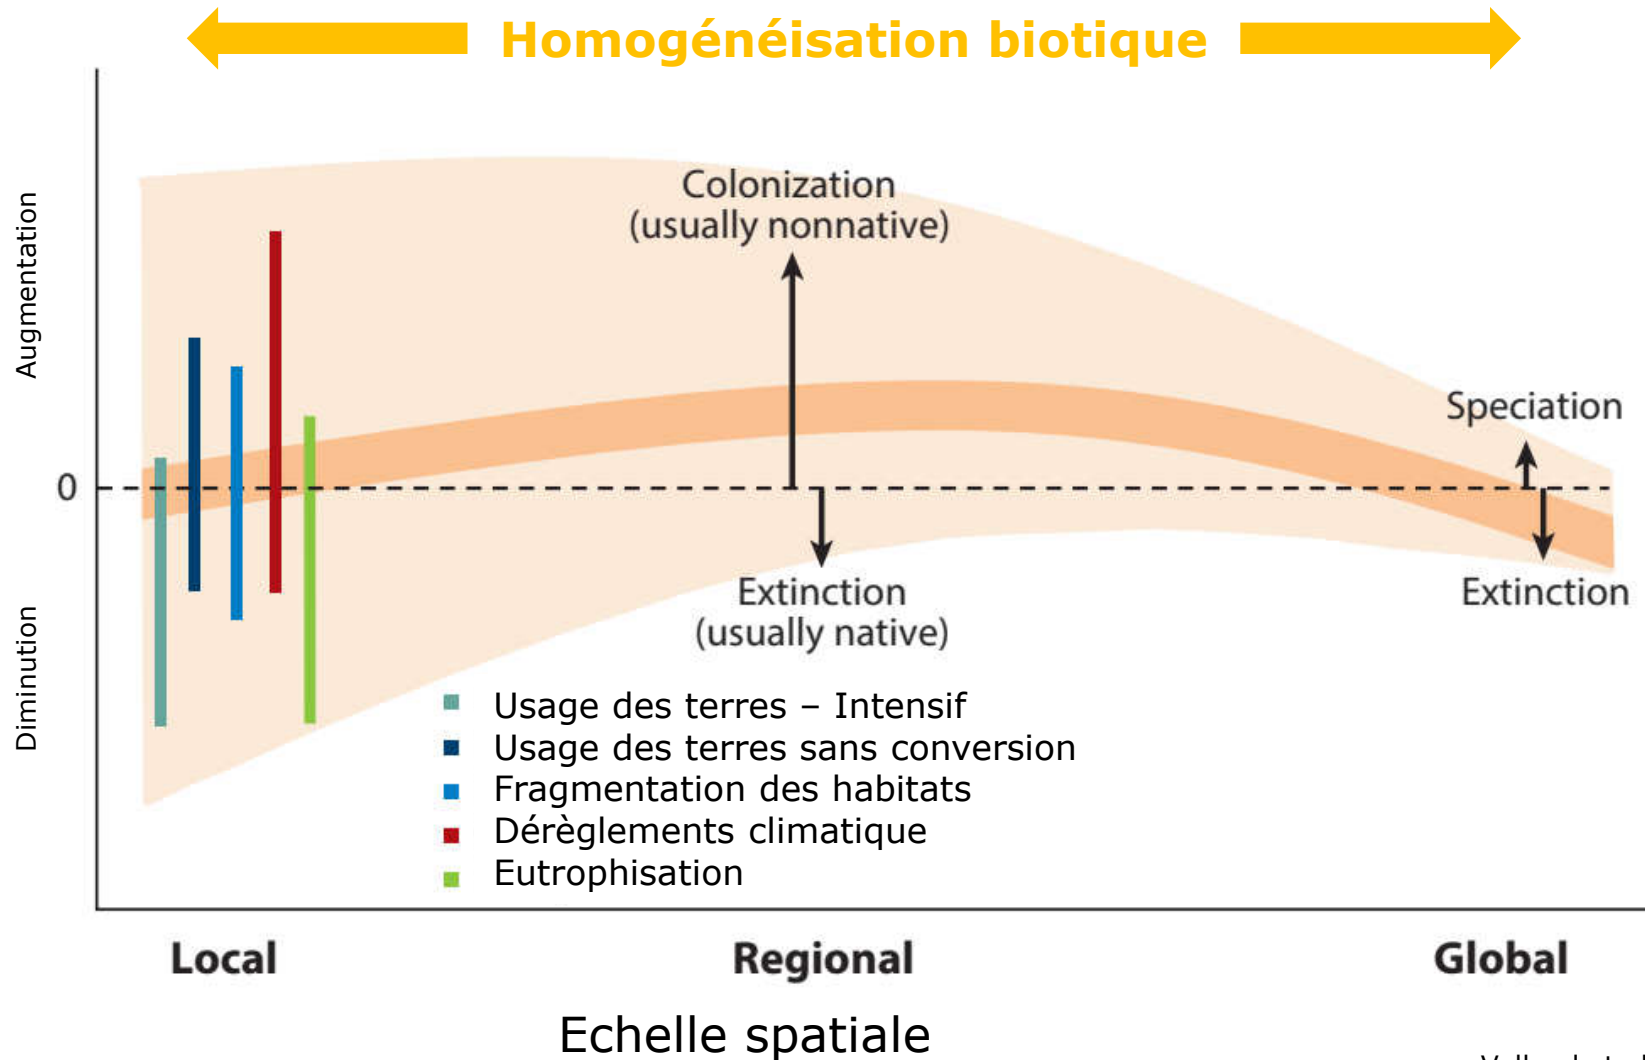 Homogénéisation biotique
Augmentation
Colonization
(usually nonnative)
Speciation
0
Extinction
(usually native)
Extinction
Diminution
Usage des terres – Intensif
Usage des terres sans conversion
Fragmentation des habitats
Dérèglements climatique
Eutrophisation
Local
Regional
Global
Echelle spatiale